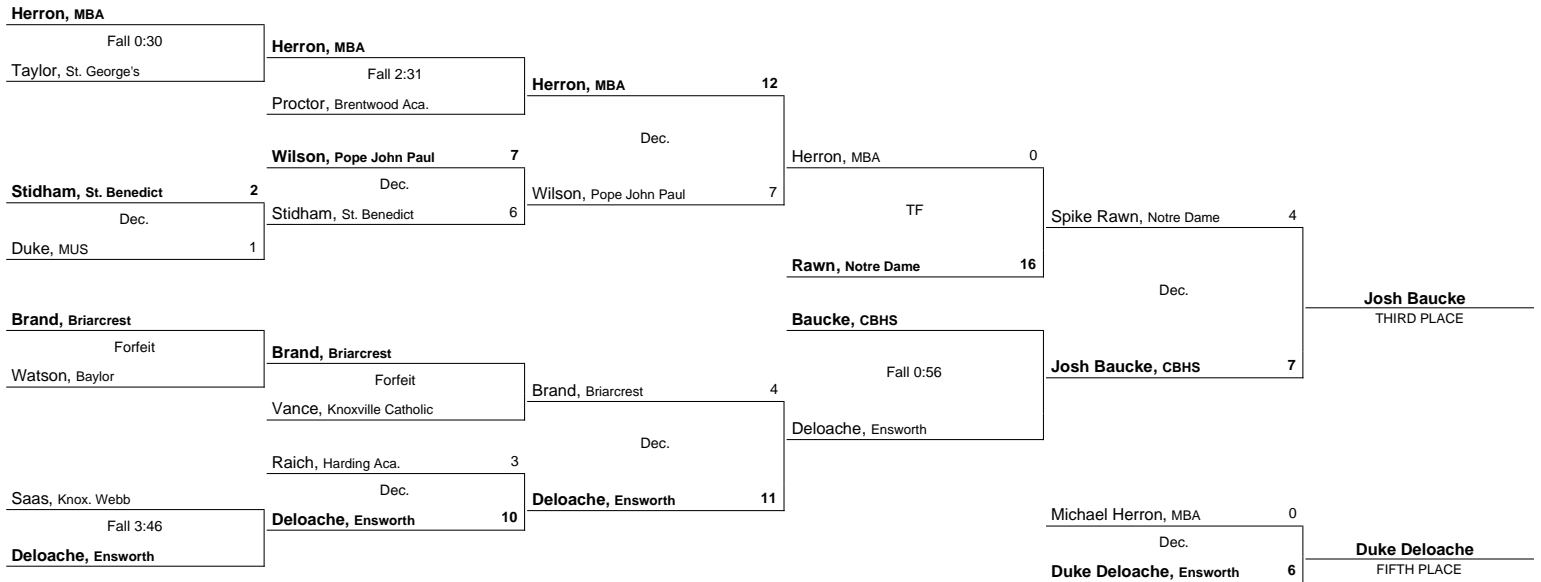 Herron, MBA
Fall 0:30
Taylor, St. George's
Stidham, St. Benedict 2
Dec.
Duke, MUS 1
Brand, Briarcrest
Forfeit
Watson, Baylor
Saas, Knox. Webb
Fall 3:46
Deloache, Ensworth
Herron, MBA
Fall 2:31
Proctor, Brentwood Aca.
Wilson, Pope John Paul 7
Dec.
Stidham, St. Benedict 6
Brand, Briarcrest
Forfeit
Vance, Knoxville Catholic
Raich, Harding Aca. 3
Dec.
Deloache, Ensworth 10
Herron, MBA 12
Dec.
Wilson, Pope John Paul 7
Brand, Briarcrest 4
Dec.
Deloache, Ensworth 11
Herron, MBA 0
TF
Rawn, Notre Dame 16
Baucke, CBHS
Fall 0:56
Deloache, Ensworth
Spike Rawn, Notre Dame 4
Dec.
Josh Baucke, CBHS 7
Josh Baucke
THIRD PLACE
Michael Herron, MBA 0
Dec.
Duke Deloache, Ensworth 6
Duke Deloache
FIFTH PLACE